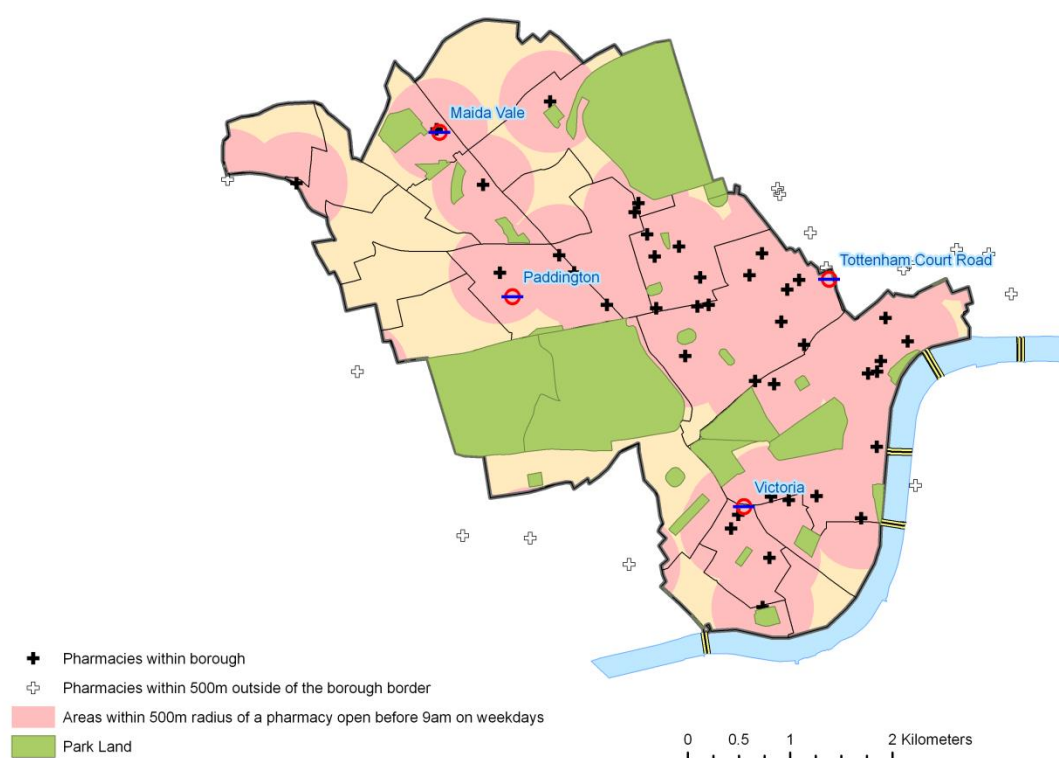 Maida Vale
Tottenham Court Road
Paddington
Victoria
Pharmacies within borough
Pharmacies within 500m outside of the borough border
Areas within 500m radius of a pharmacy open before 9am on weekdays
Park Land
0 0.5 1 2 Kilometers